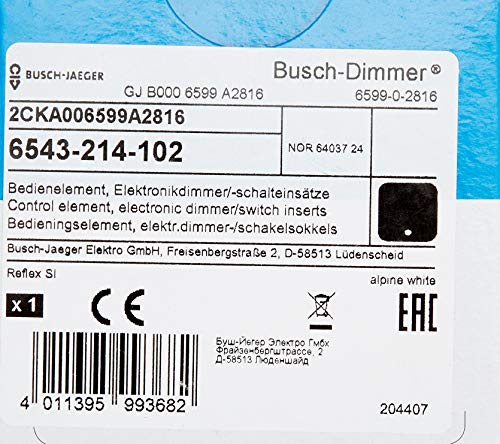 BUSCH-JAEGER
Busch-Dimmer®
GJ B000 6599 A2816
6599-0-2816
2CKA006599A2816
6543-214-102
NOR 64037 24
Bedienelement, Elektronikdimmer/-schalteinsätze
Control element, electronic dimmer/switch inserts
Bedieningselement, elektr.dimmer-/schakelsokkels
Busch-Jaeger Elektro GmbH, Freisenbergstraße 2, D-58513 Lüdenscheid
Reflex SI
alpine white
x 1
CE
EAC
Буш-Йегер Электро Гмбх
Фрайзенбергштрассе, 2
Д-58513 Люденшайд
4 011395 993682
204407